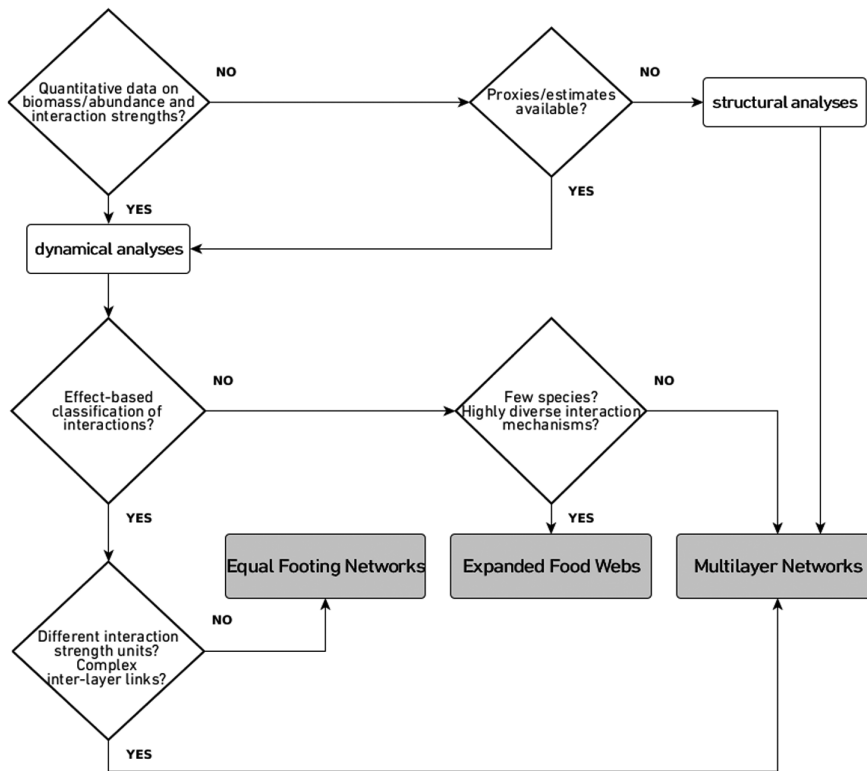 NO
NO
Quantitative data on
biomass/abundance and
interaction strengths?
Proxies/estimates
available?
structural analyses
YES
YES
dynamical analyses
NO
NO
Effect-based
classification of
interactions?
Few species?
Highly diverse interaction
mechanisms?
YES
YES
Equal Footing Networks
Expanded Food Webs
Multilayer Networks
NO
Different interaction
strength units?
Complex
inter-layer links?
YES